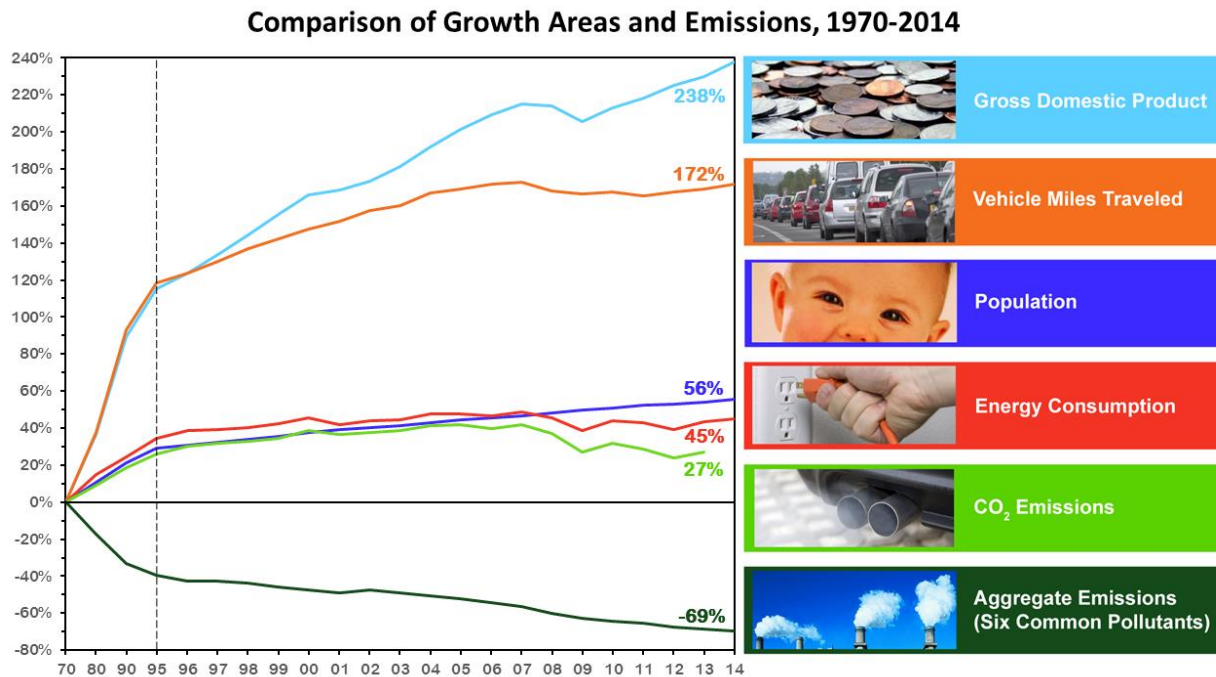 Comparison of Growth Areas and Emissions, 1970-2014
240%
220%
200%
180%
160%
140%
120%
100%
80%
60%
40%
20%
0%
-20%
-40%
-60%
-80%
70 80 90 95 96 97 98 99 00 01 02 03 04 05 06 07 08 09 10 11 12 13 14
238%
172%
56%
45%
27%
-69%
Gross Domestic Product
Vehicle Miles Traveled
Population
Energy Consumption
CO₂ Emissions
Aggregate Emissions
(Six Common Pollutants)